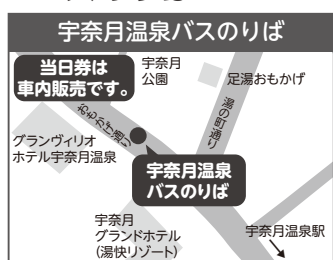 宇奈月温泉バスのりば
当日券は
車内販売です。
宇奈月
公園
足湯おもかげ
湯の町通り
おもかげ通り
グランヴィリオ
ホテル宇奈月温泉
宇奈月温泉
バスのりば
宇奈月
グランドホテル
(湯快リゾート)
宇奈月温泉駅